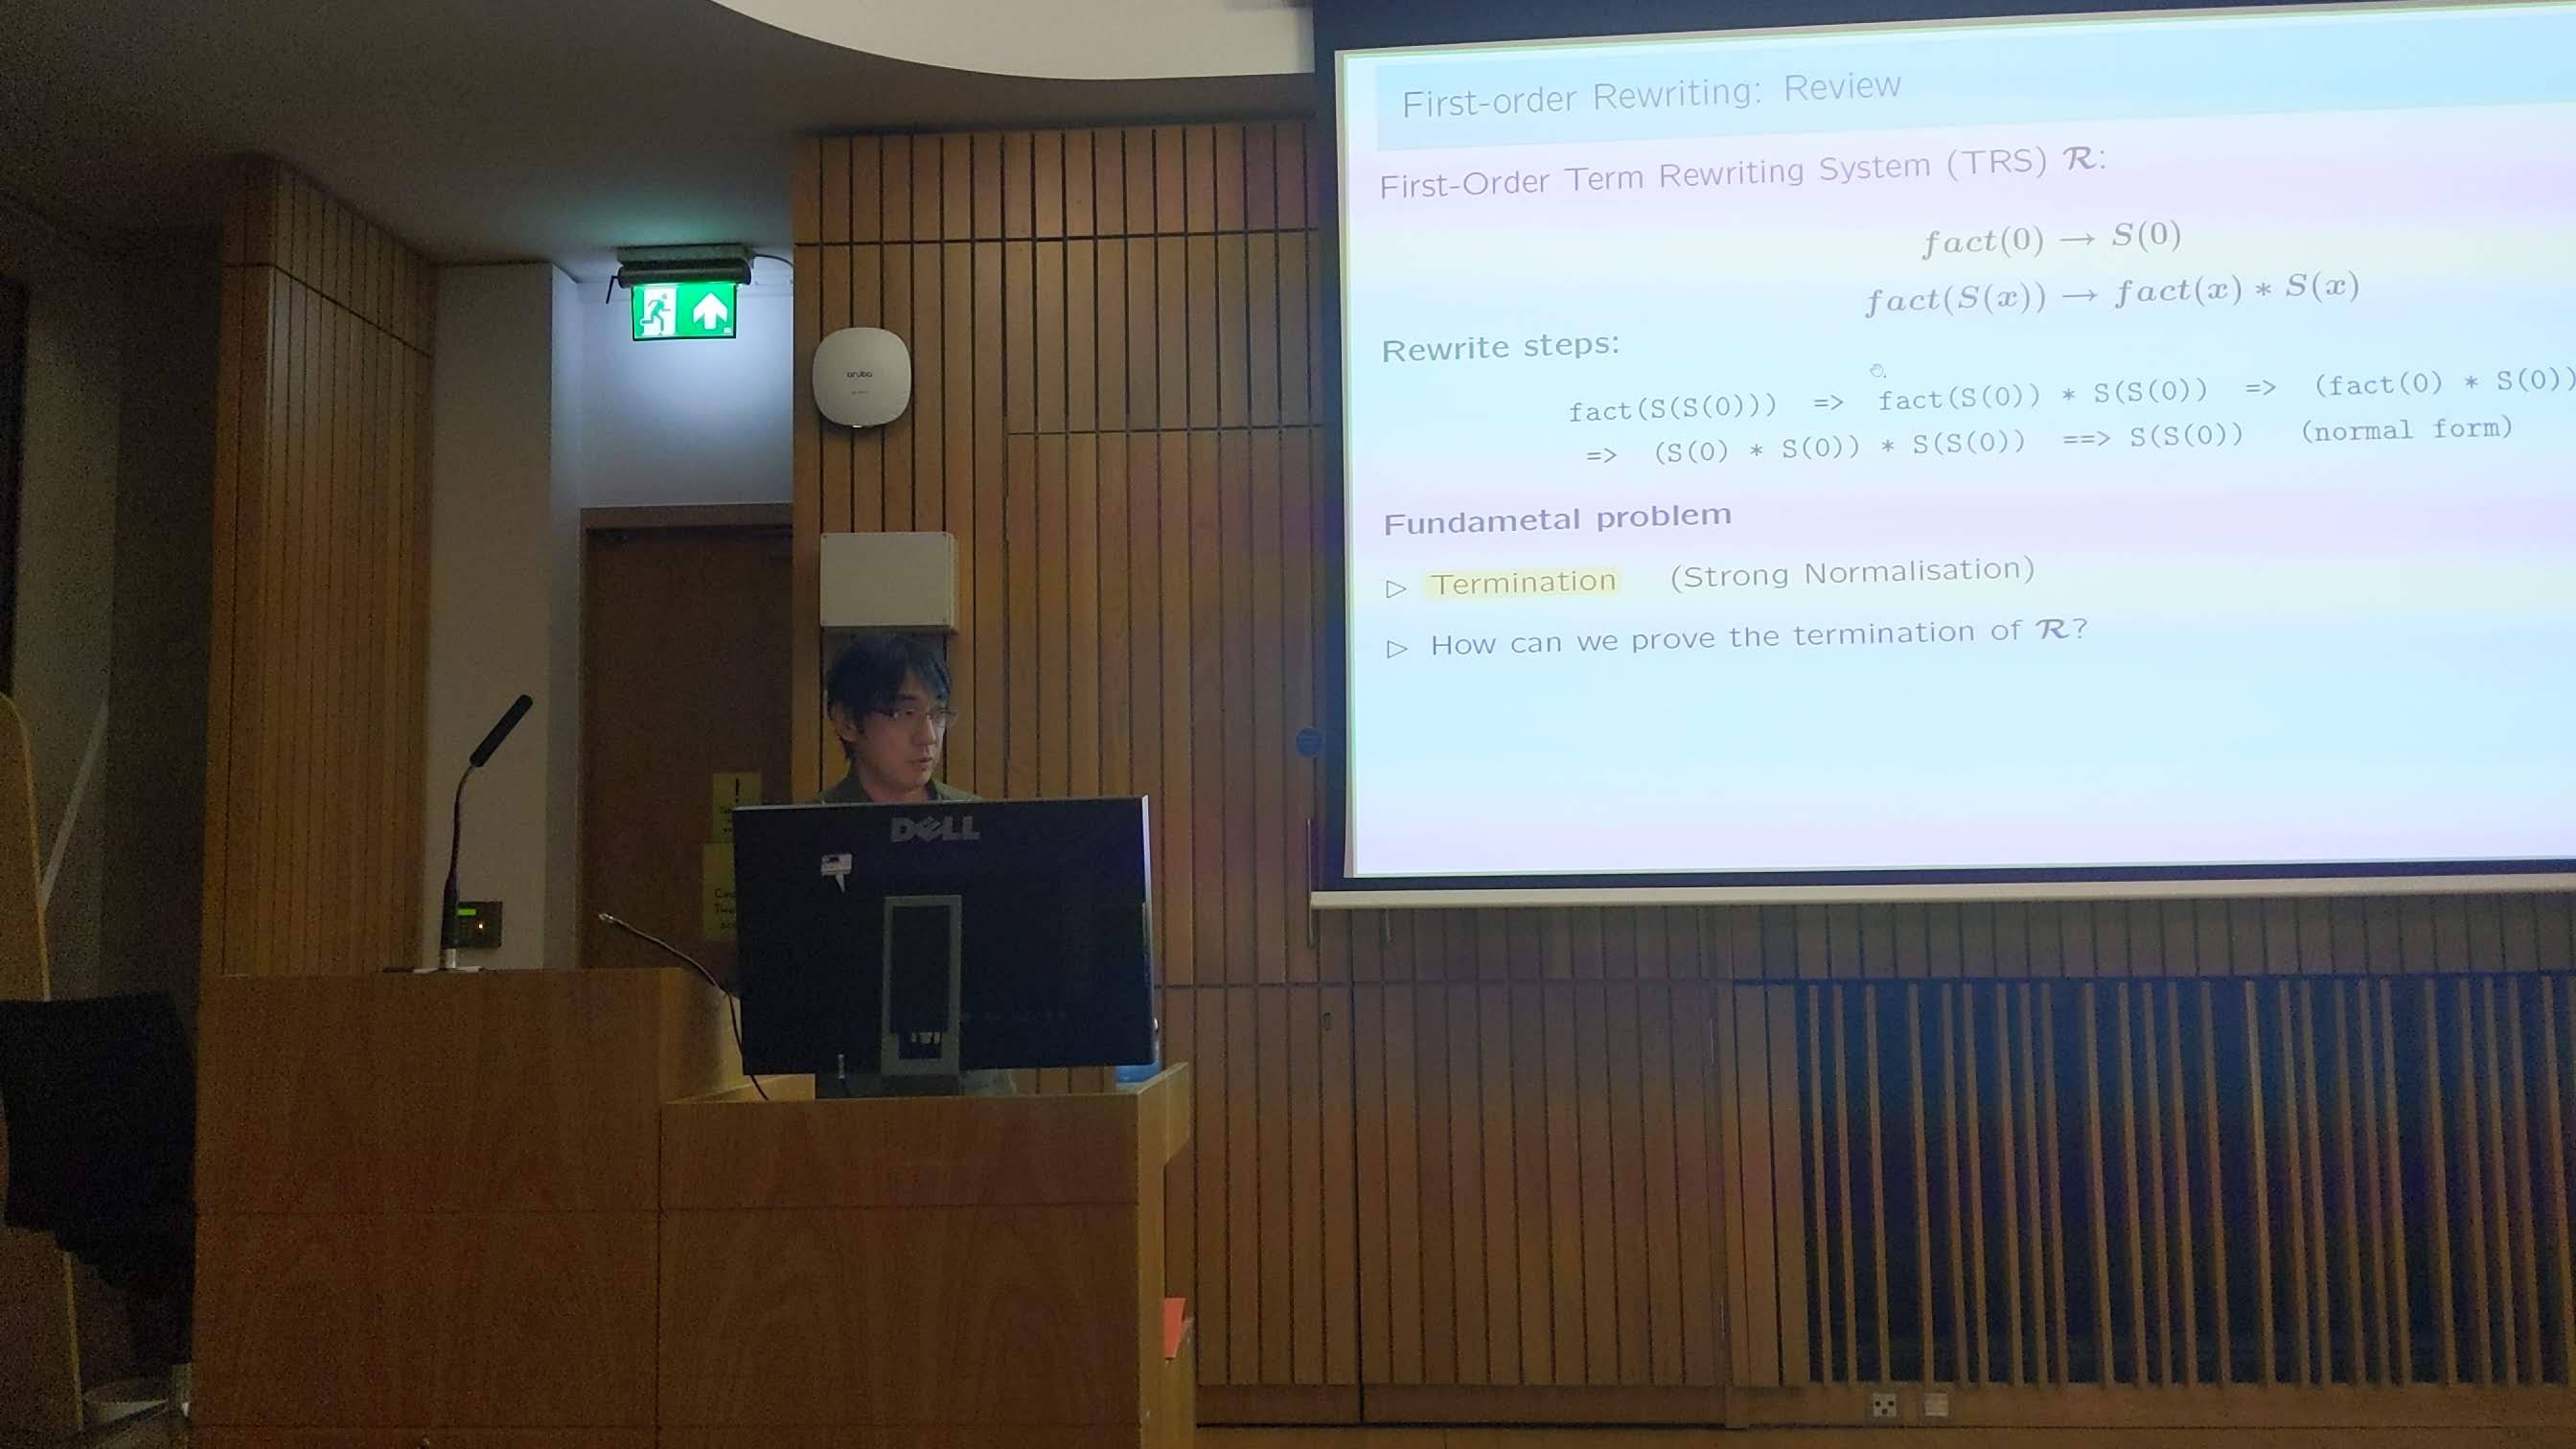 First-order Rewriting: Review
First-Order Term Rewriting System (TRS) 𝓡:
fact(0) → S(0)
fact(S(x)) → fact(x) * S(x)
Rewrite steps:
fact(S(S(0))) => fact(S(0)) * S(S(0)) => (fact(0) * S(0))
=> (S(0) * S(0)) * S(S(0)) ==> S(S(0)) (normal form)
Fundametal problem
▷ Termination (Strong Normalisation)
▷ How can we prove the termination of 𝓡?
aruba
DELL